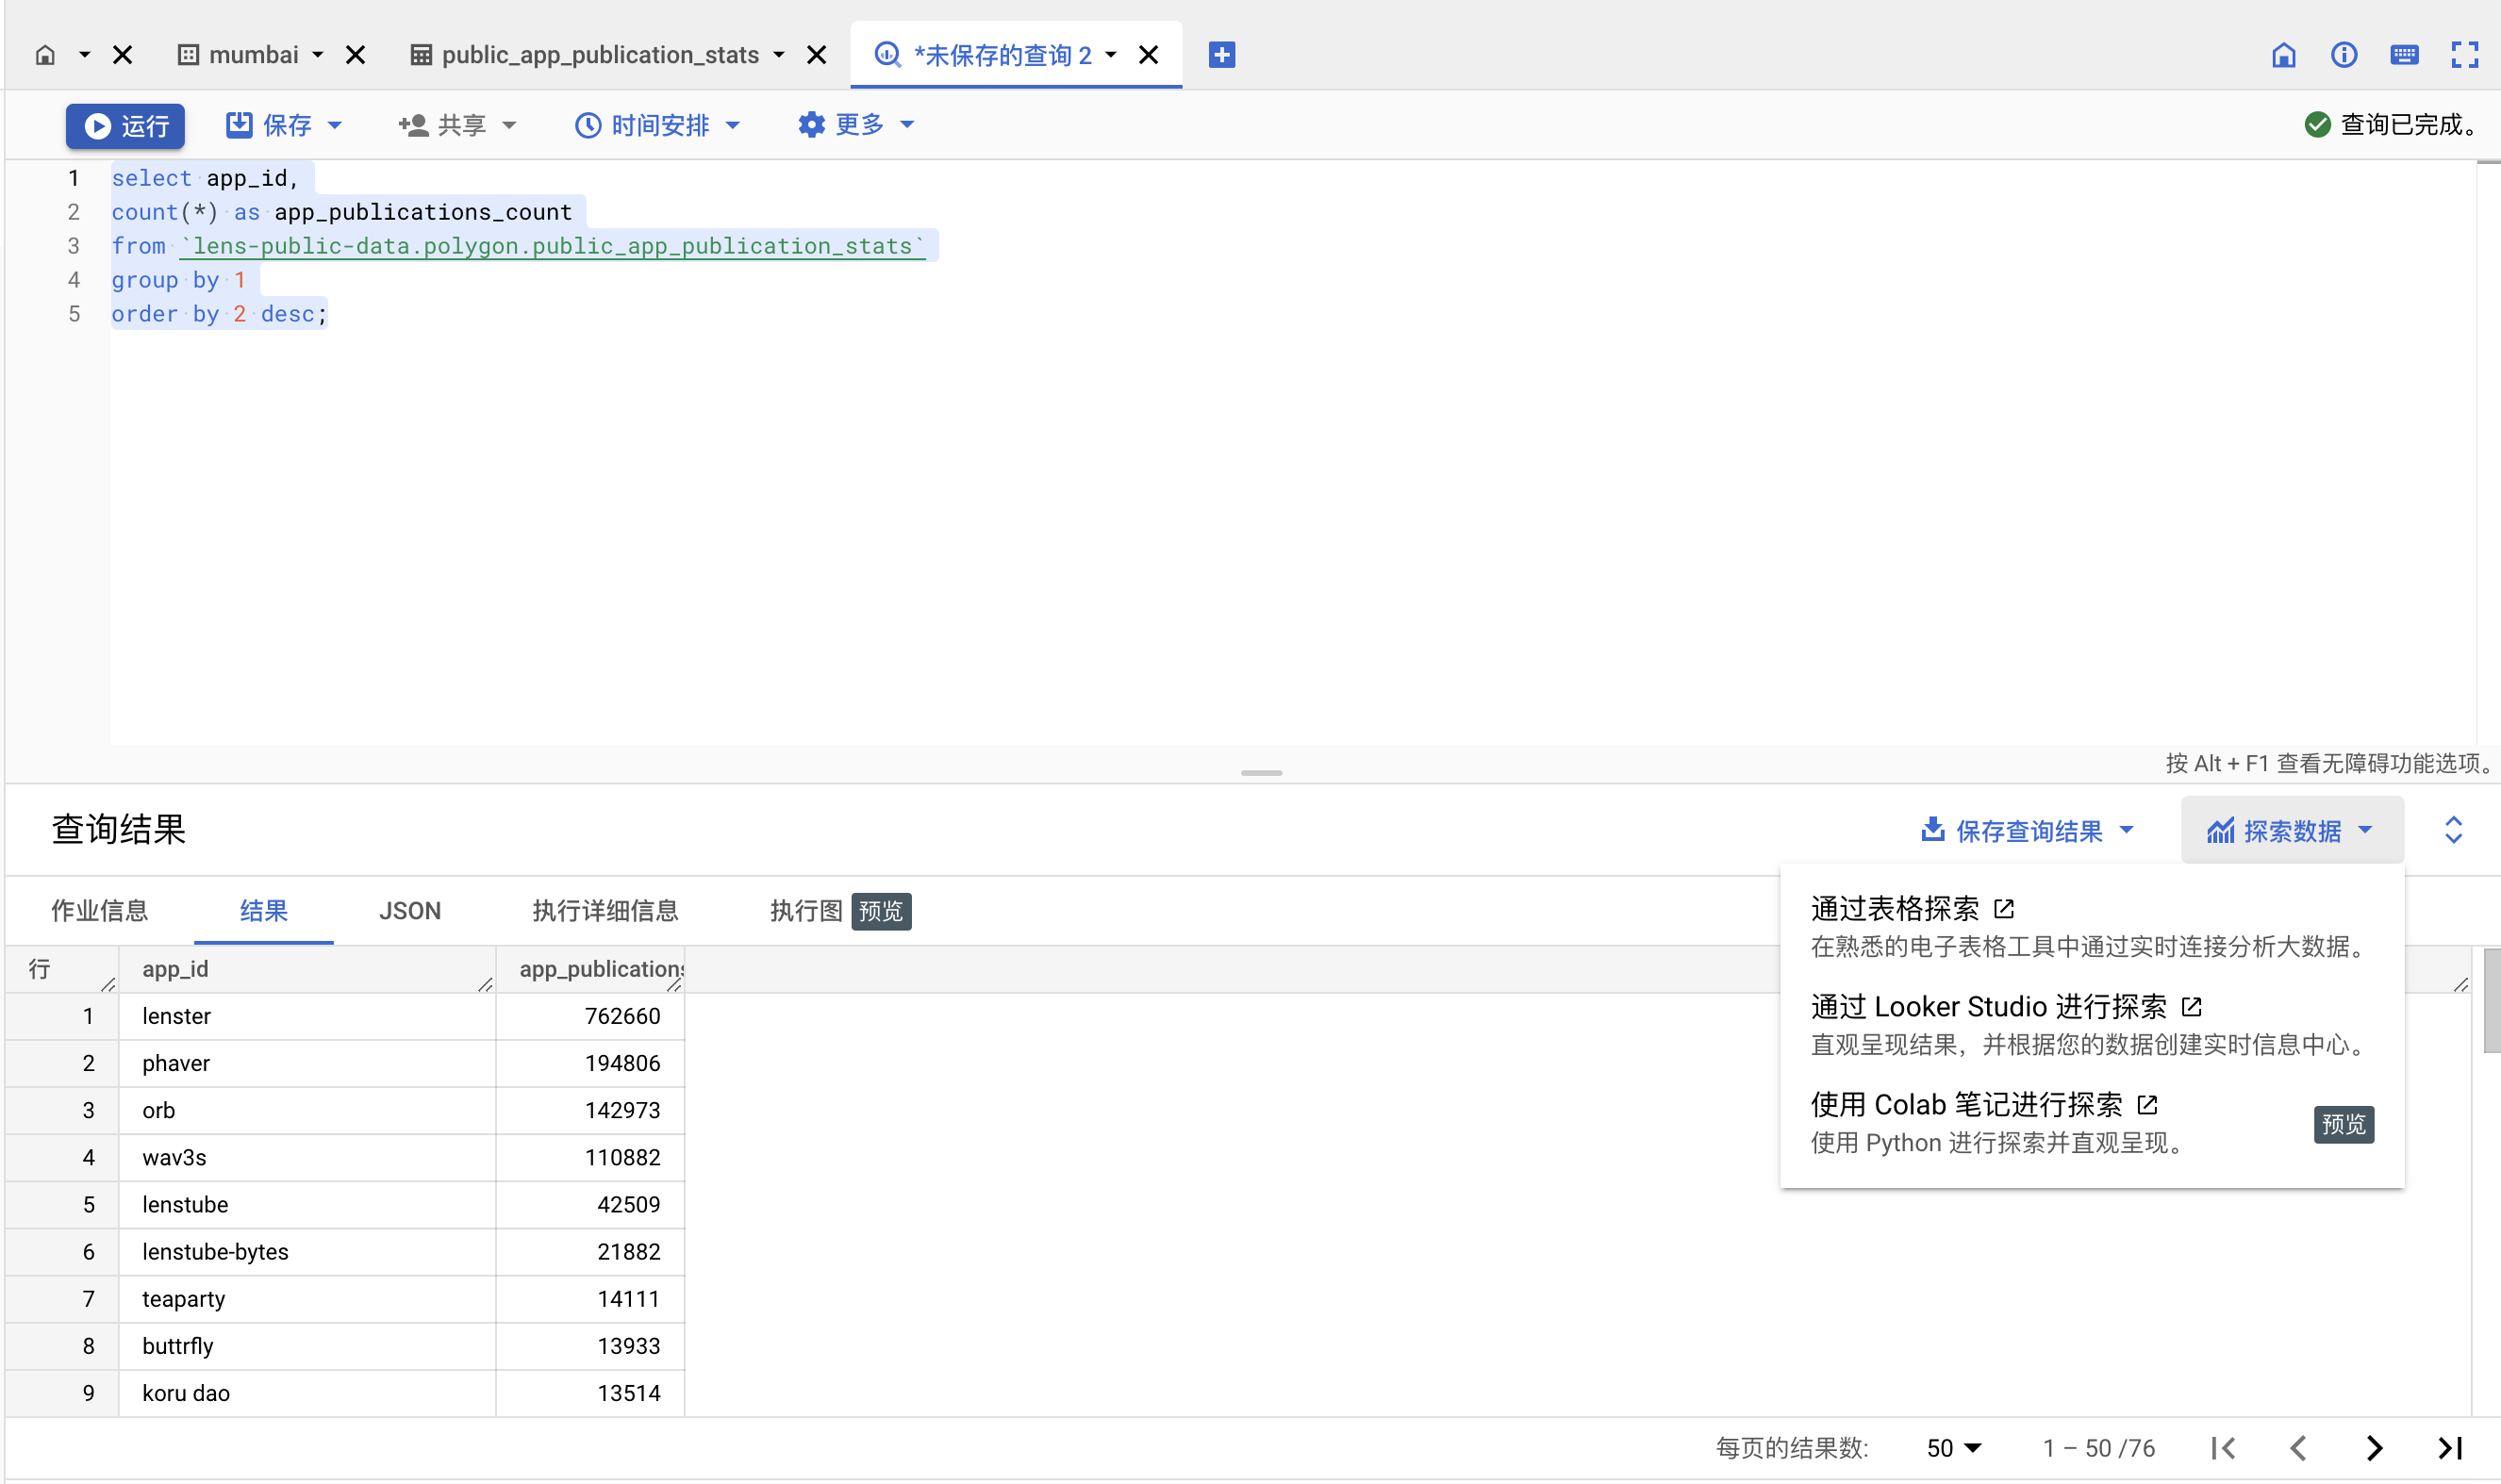 mumbai public_app_publication_stats *未保存的查询 2
运行 保存 共享 时间安排 更多 查询已完成。
1 select app_id,
2 count(*) as app_publications_count
3 from `lens-public-data.polygon.public_app_publication_stats`
4 group by 1
5 order by 2 desc;
按 Alt + F1 查看无障碍功能选项。
查询结果 保存查询结果 探索数据
作业信息 结果 JSON 执行详细信息 执行图 预览
通过表格探索
在熟悉的电子表格工具中通过实时连接分析大数据。
通过 Looker Studio 进行探索
直观呈现结果，并根据您的数据创建实时信息中心。
使用 Colab 笔记进行探索
使用 Python 进行探索并直观呈现。
预览
行 app_id app_publications
1 lenster 762660
2 phaver 194806
3 orb 142973
4 wav3s 110882
5 lenstube 42509
6 lenstube-bytes 21882
7 teaparty 14111
8 buttrfly 13933
9 koru dao 13514
每页的结果数: 50 1 – 50 /76